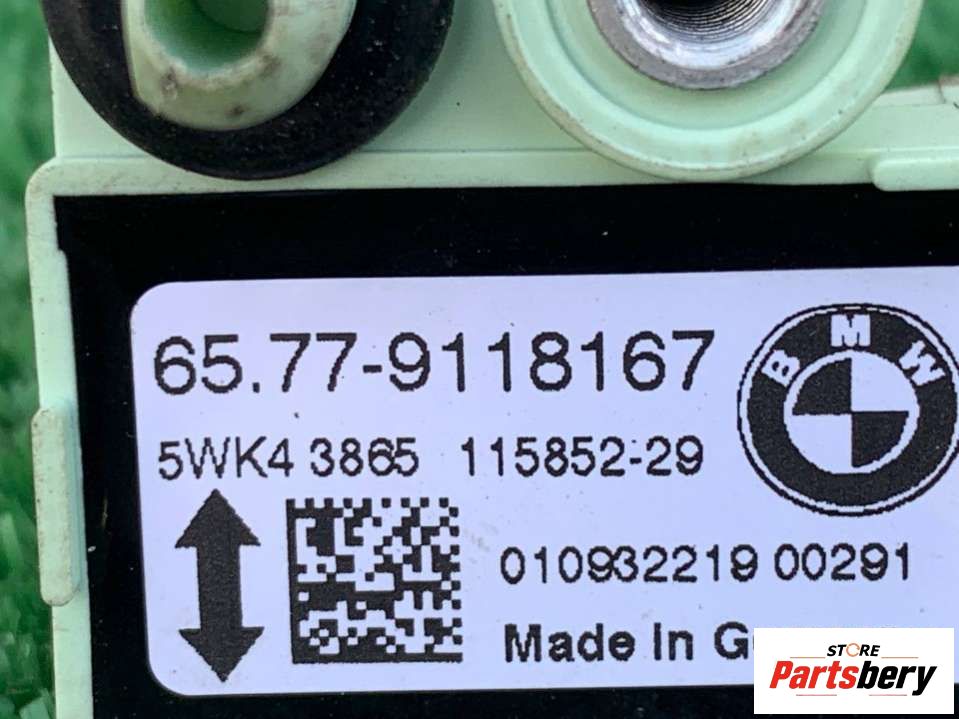 65.77-9118167
BMW
5WK4 3865 115852-29
010932219 00291
Made In
STORE
Partsbery